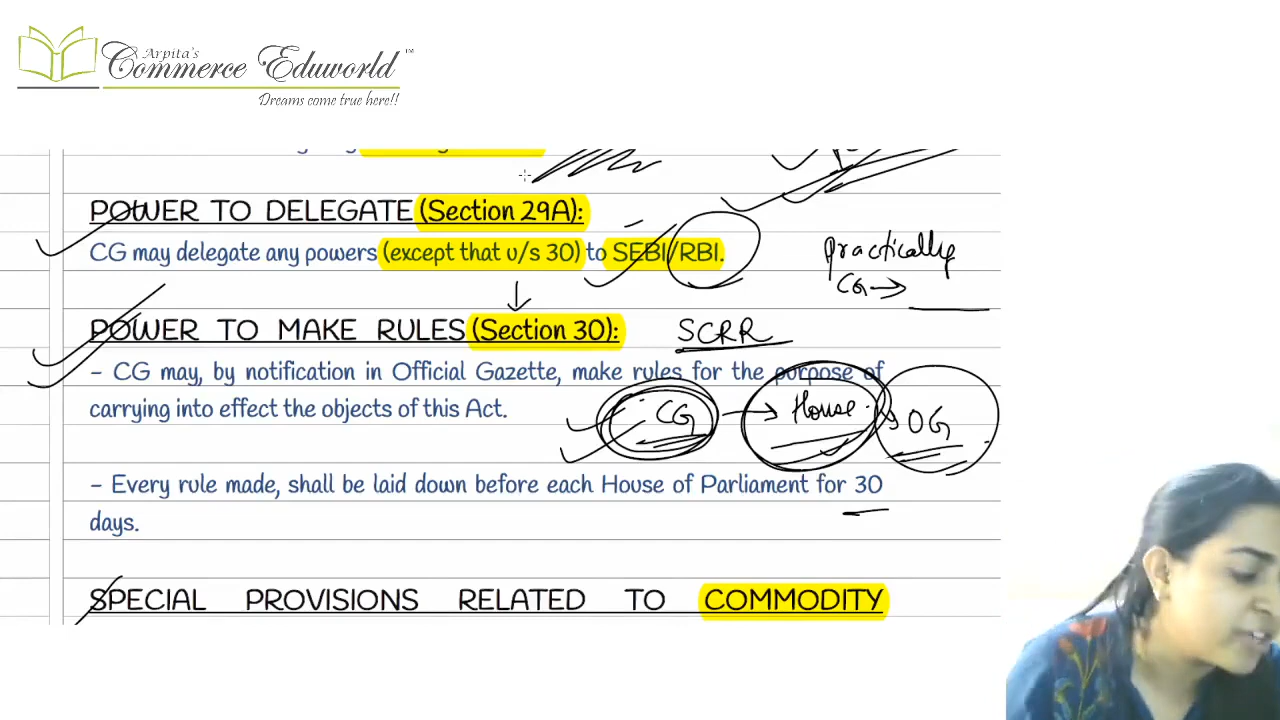 Arpita's
Commerce Eduworld™
Dreams come true here!!
POWER TO DELEGATE (Section 29A):
CG may delegate any powers (except that u/s 30) to SEBI/RBI.
practically
CG →
POWER TO MAKE RULES (Section 30): SCRR
– CG may, by notification in Official Gazette, make rules for the purpose of
carrying into effect the objects of this Act.
CG → House → OG
– Every rule made, shall be laid down before each House of Parliament for 30
days.
SPECIAL PROVISIONS RELATED TO COMMODITY